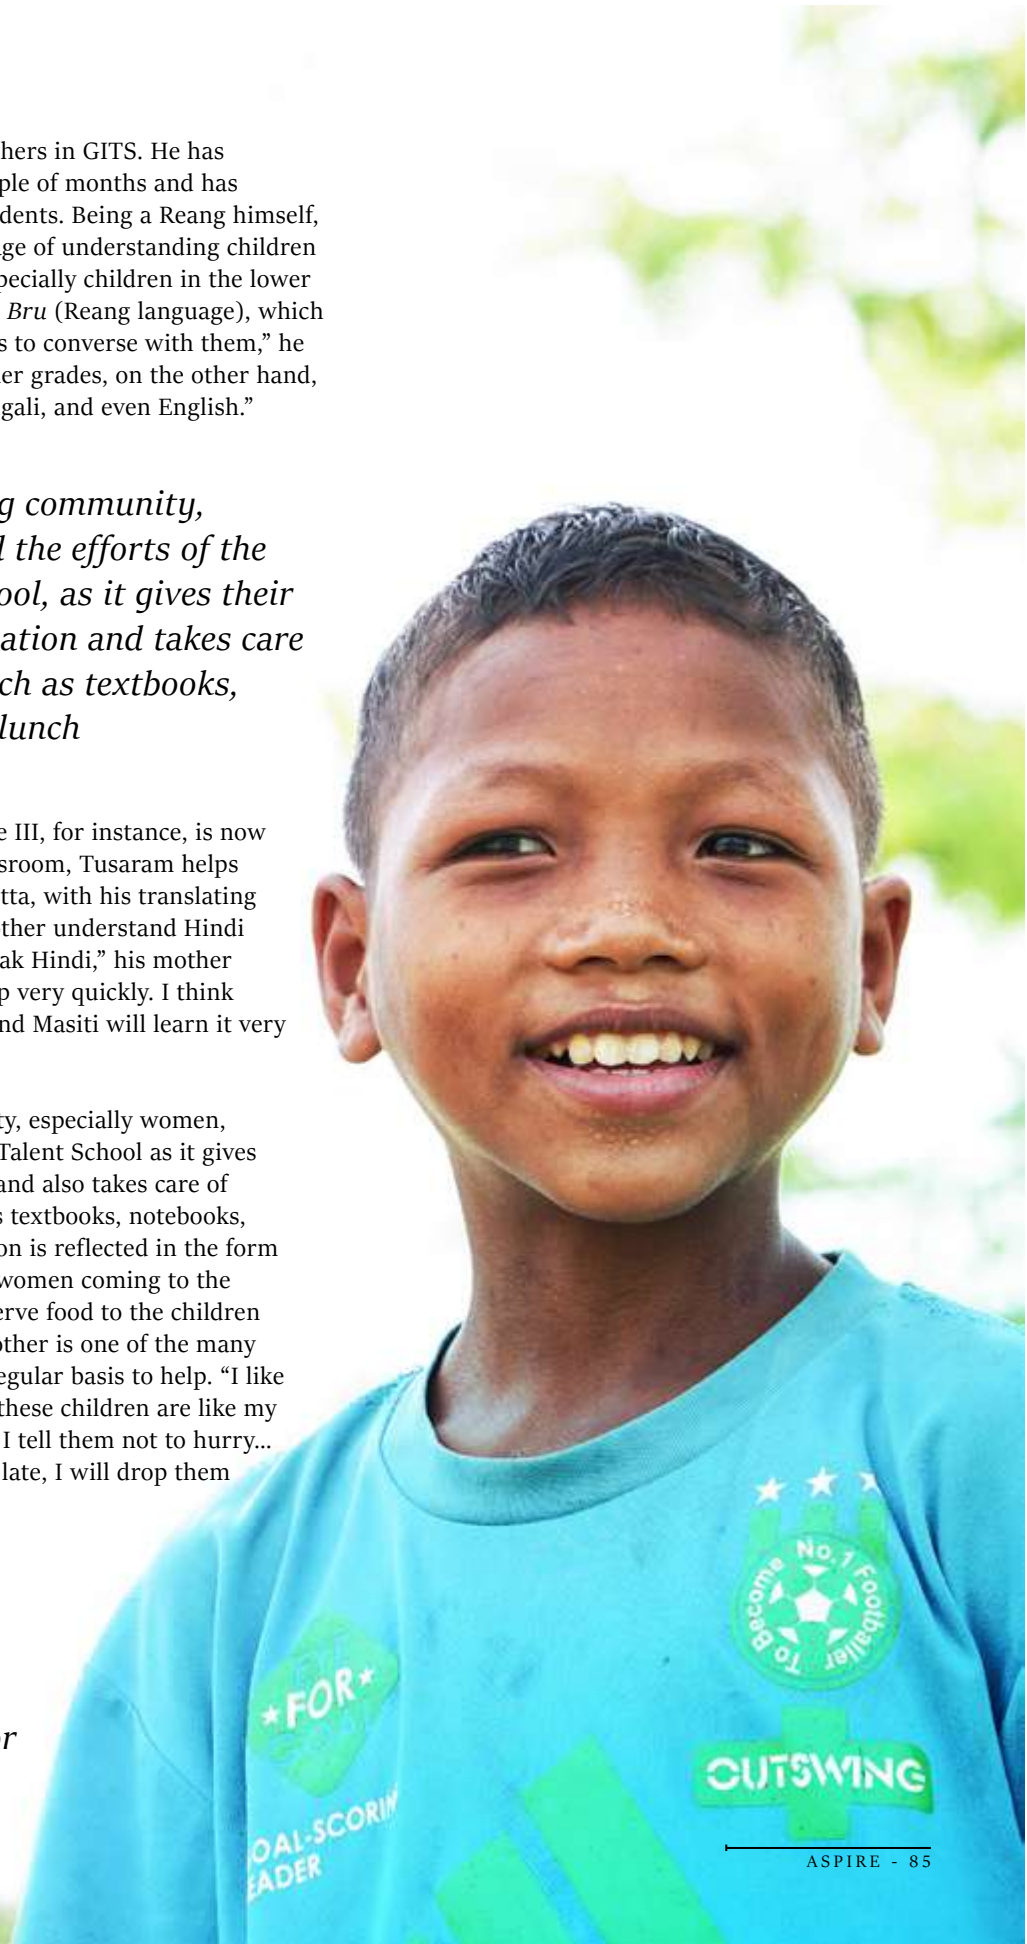 hers in GITS. He has
ple of months and has
dents. Being a Reang himself,
ge of understanding children
pecially children in the lower
Bru (Reang language), which
s to converse with them,” he
er grades, on the other hand,
gali, and even English.”
g community,
the efforts of the
ool, as it gives their
ation and takes care
ch as textbooks,
lunch
e III, for instance, is now
sroom, Tusaram helps
tta, with his translating
ther understand Hindi
ak Hindi,” his mother
p very quickly. I think
nd Masiti will learn it very
ty, especially women,
Talent School as it gives
and also takes care of
s textbooks, notebooks,
on is reflected in the form
women coming to the
erve food to the children
other is one of the many
egular basis to help. “I like
these children are like my
I tell them not to hurry...
late, I will drop them
or
To Become No.1 Footballer
FOR
OUTSWING
OAL-SCORIN
EADER
ASPIRE - 85